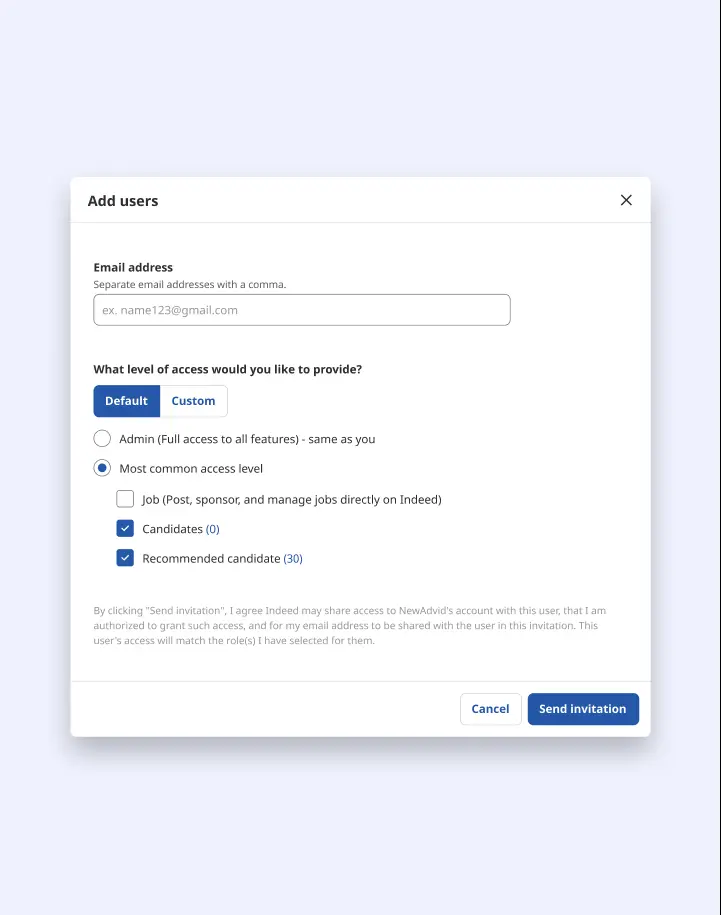 Add users
Email address
Separate email addresses with a comma.
ex. name123@gmail.com
What level of access would you like to provide?
Default
Custom
Admin (Full access to all features) - same as you
Most common access level
Job (Post, sponsor, and manage jobs directly on Indeed)
Candidates (0)
Recommended candidate (30)
By clicking "Send invitation", I agree Indeed may share access to NewAdvid's account with this user, that I am
authorized to grant such access, and for my email address to be shared with the user in this invitation. This
user's access will match the role(s) I have selected for them.
Cancel
Send invitation